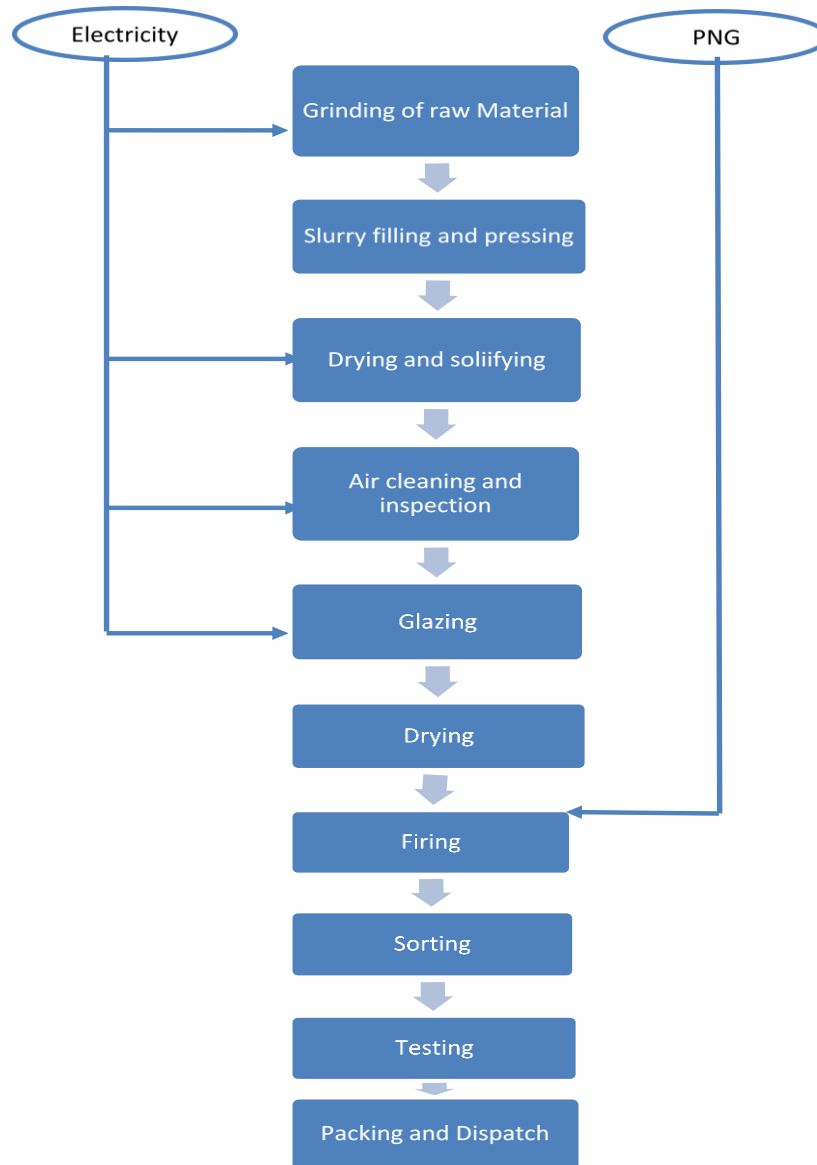 Electricity
PNG
Grinding of raw Material
Slurry filling and pressing
Drying and soliifying
Air cleaning and
inspection
Glazing
Drying
Firing
Sorting
Testing
Packing and Dispatch